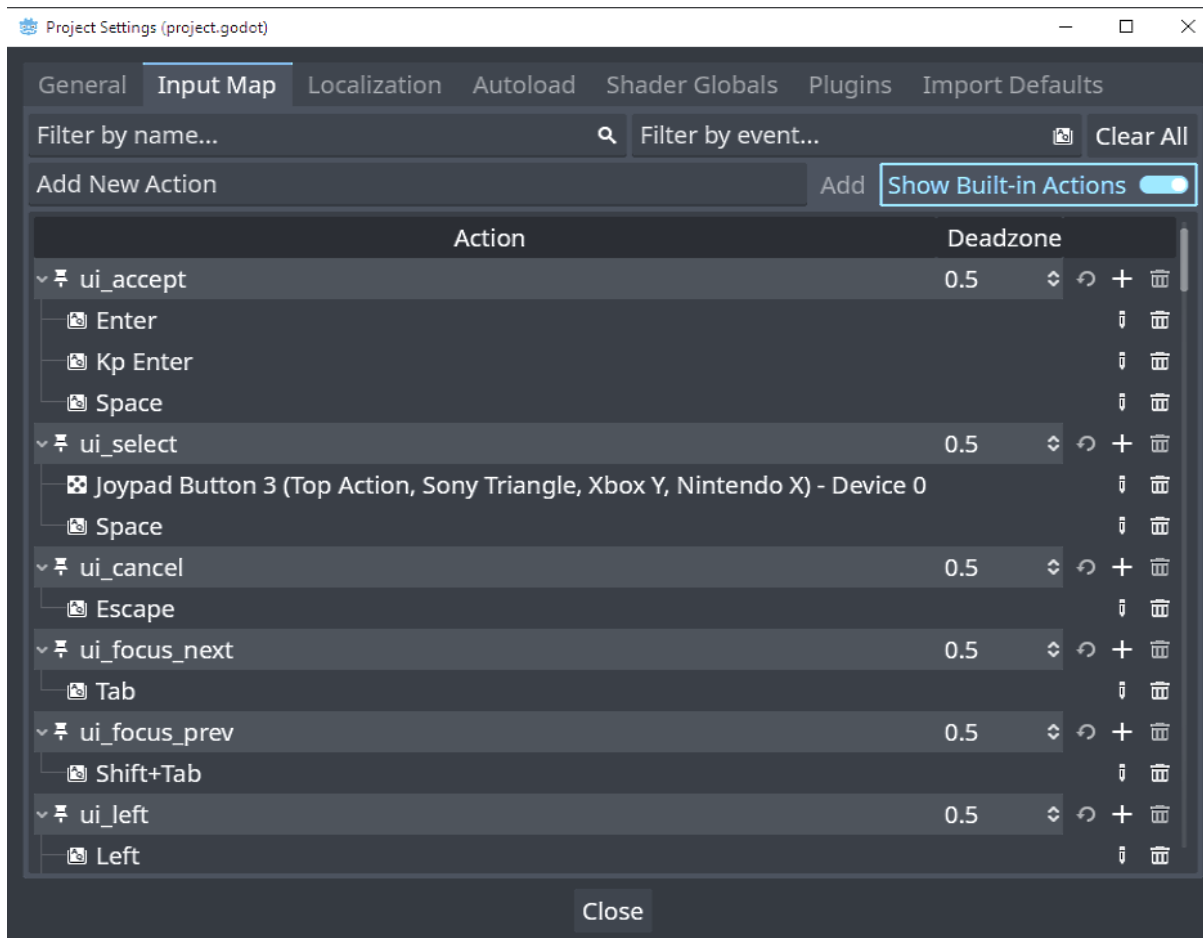 Project Settings (project.godot)
General Input Map Localization Autoload Shader Globals Plugins Import Defaults
Filter by name... Filter by event... Clear All
Add New Action Add Show Built-in Actions
Action Deadzone
ui_accept 0.5
Enter
Kp Enter
Space
ui_select 0.5
Joypad Button 3 (Top Action, Sony Triangle, Xbox Y, Nintendo X) - Device 0
Space
ui_cancel 0.5
Escape
ui_focus_next 0.5
Tab
ui_focus_prev 0.5
Shift+Tab
ui_left 0.5
Left
Close